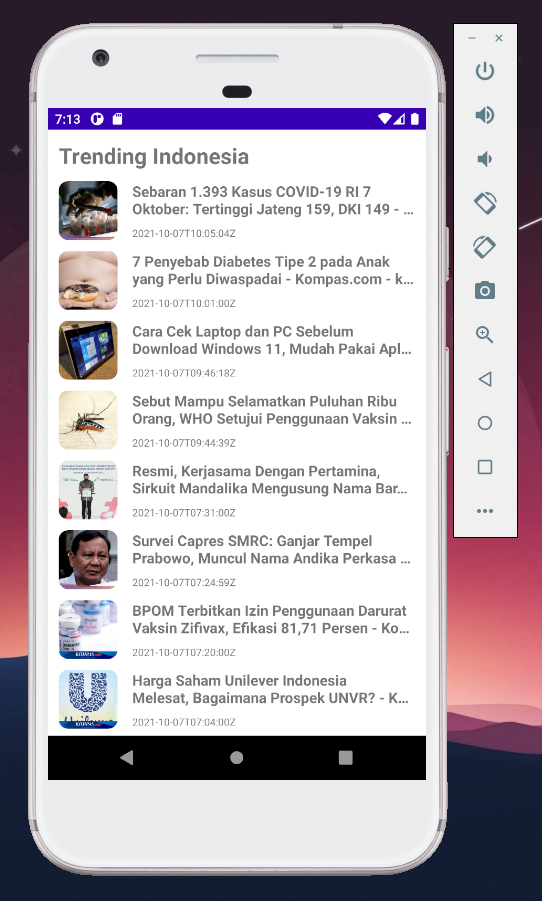 7:13
Trending Indonesia
Sebaran 1.393 Kasus COVID-19 RI 7
Oktober: Tertinggi Jateng 159, DKI 149 - ...
2021-10-07T10:05:04Z
7 Penyebab Diabetes Tipe 2 pada Anak
yang Perlu Diwaspadai - Kompas.com - k...
2021-10-07T10:01:00Z
Cara Cek Laptop dan PC Sebelum
Download Windows 11, Mudah Pakai Apl...
2021-10-07T09:46:18Z
Sebut Mampu Selamatkan Puluhan Ribu
Orang, WHO Setujui Penggunaan Vaksin ...
2021-10-07T09:44:39Z
Resmi, Kerjasama Dengan Pertamina,
Sirkuit Mandalika Mengusung Nama Bar...
2021-10-07T07:31:00Z
Survei Capres SMRC: Ganjar Tempel
Prabowo, Muncul Nama Andika Perkasa ...
2021-10-07T07:24:59Z
BPOM Terbitkan Izin Penggunaan Darurat
Vaksin Zifivax, Efikasi 81,71 Persen - Ko...
2021-10-07T07:20:00Z
KOMPAS.com
Harga Saham Unilever Indonesia
Melesat, Bagaimana Prospek UNVR? - K...
2021-10-07T07:04:00Z
KOMPAS.com